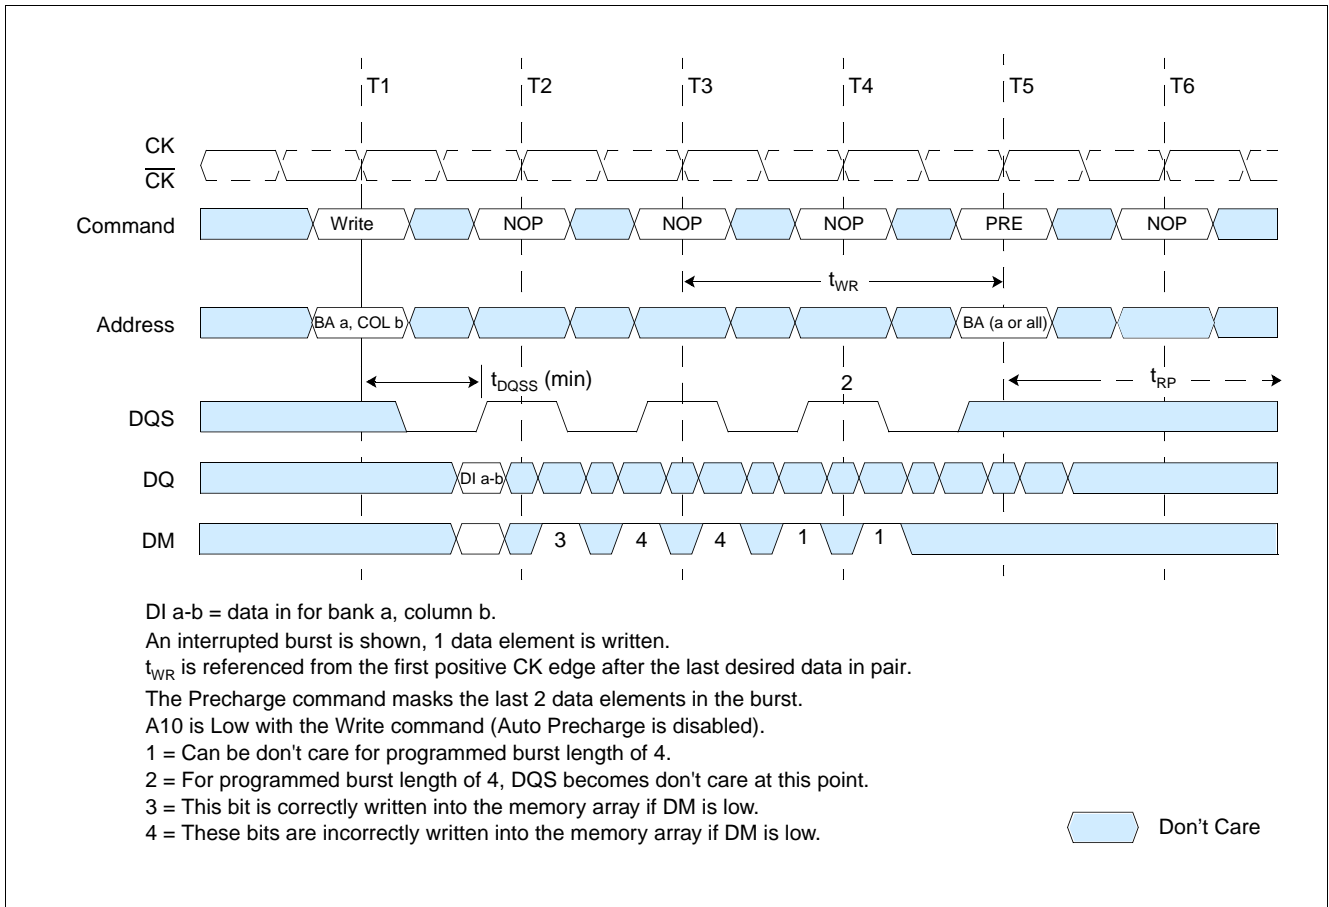 T1 T2 T3 T4 T5 T6
CK
CK
Command Write NOP NOP NOP PRE NOP
tWR
Address BA a, COL b BA (a or all)
tDQSS (min) 2 tRP
DQS
DQ DI a-b
DM 3 4 4 1 1
DI a-b = data in for bank a, column b.
An interrupted burst is shown, 1 data element is written.
tWR is referenced from the first positive CK edge after the last desired data in pair.
The Precharge command masks the last 2 data elements in the burst.
A10 is Low with the Write command (Auto Precharge is disabled).
1 = Can be don't care for programmed burst length of 4.
2 = For programmed burst length of 4, DQS becomes don't care at this point.
3 = This bit is correctly written into the memory array if DM is low.
4 = These bits are incorrectly written into the memory array if DM is low.
Don't Care